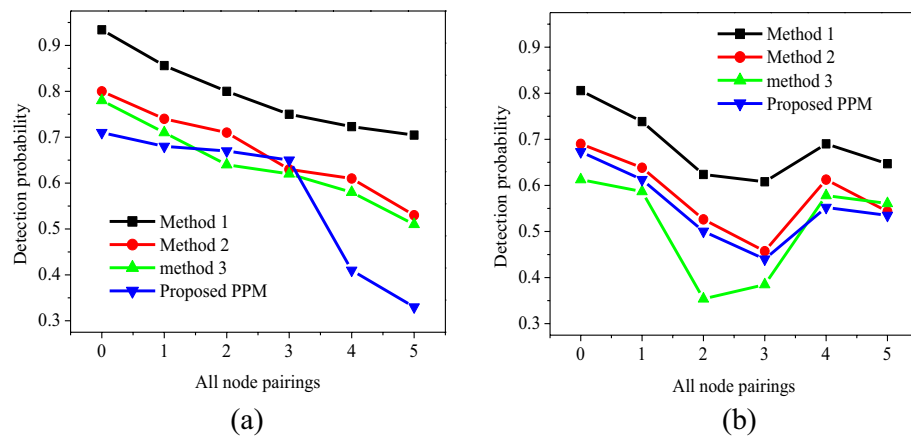 0.9
0.8
0.7
0.6
0.5
0.4
0.3
Detection probability
Method 1
Method 2
method 3
Proposed PPM
0 1 2 3 4 5
All node pairings
(a)
0.9
0.8
0.7
0.6
0.5
0.4
0.3
Detection probability
Method 1
Method 2
method 3
Proposed PPM
0 1 2 3 4 5
All node pairings
(b)